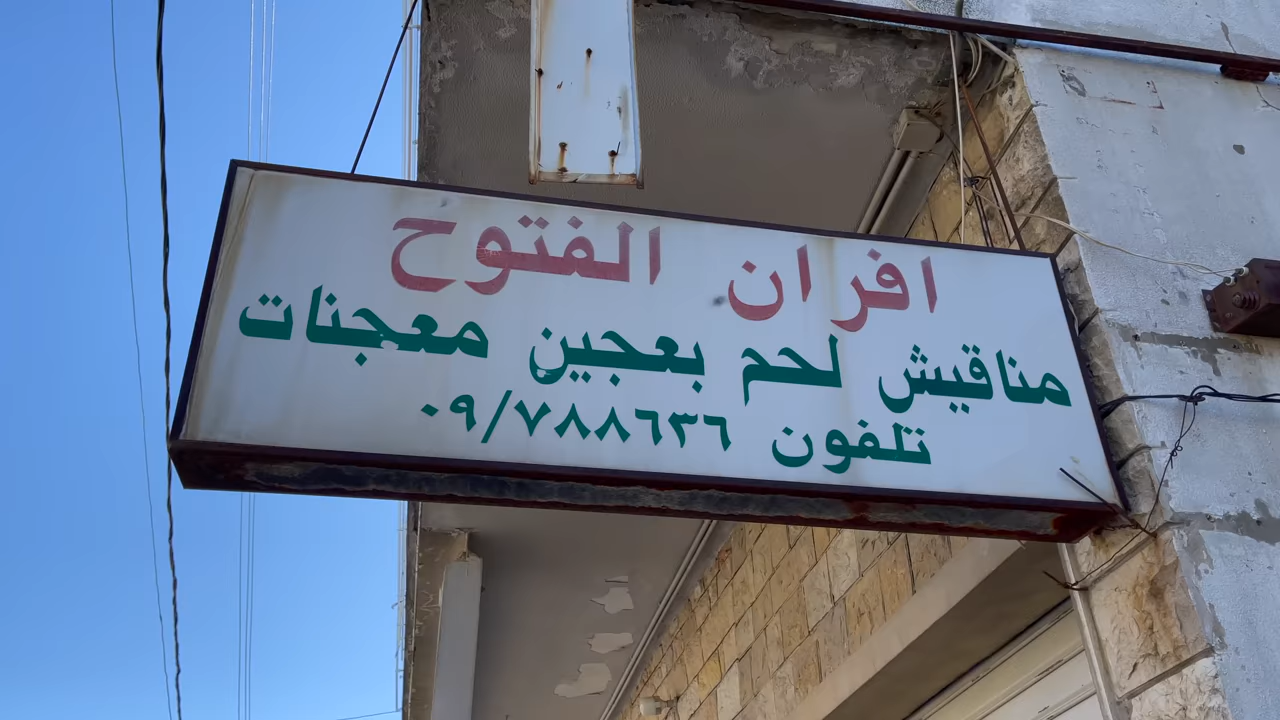 افران الفتوح
مناقيش لحم بعجين معجنات
تلفون ٠٩/٧٨٨٦٣٦